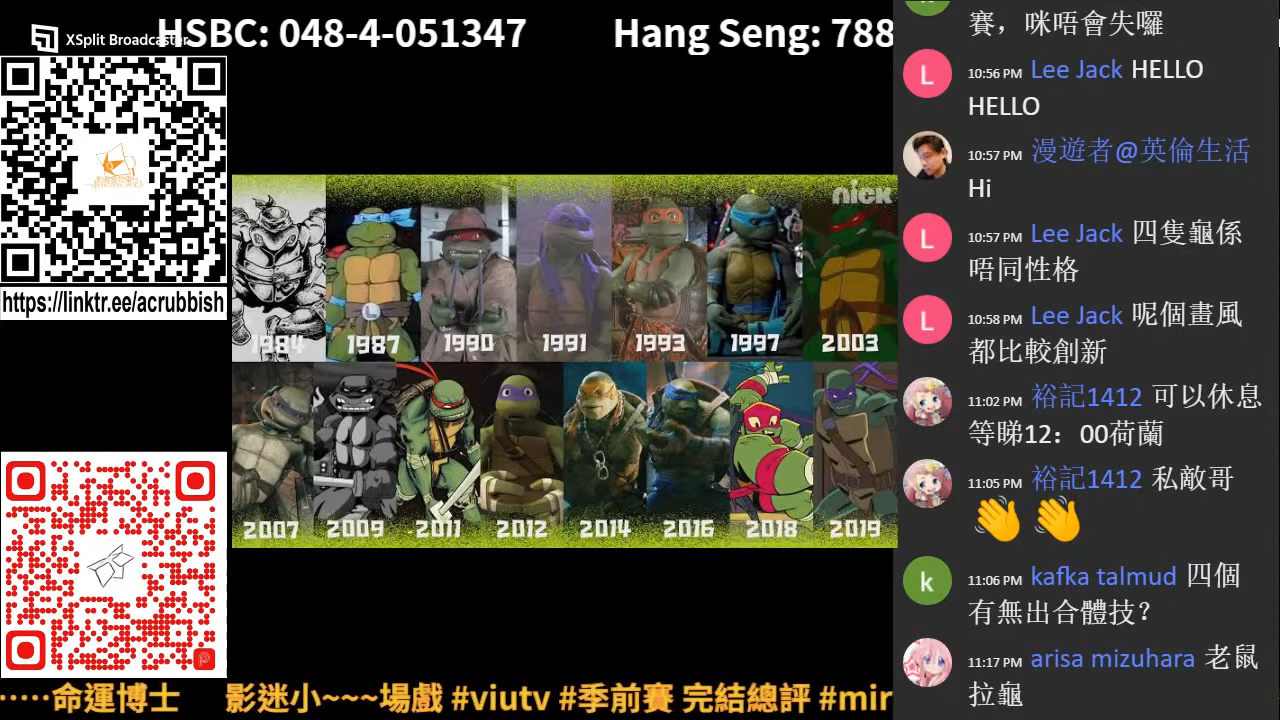 XSplit Broadcaster
HSBC: 048-4-051347 Hang Seng: 788
https://linktr.ee/acrubbish
nick
1984 1987 1990 1991 1993 1997 2003
2007 2009 2011 2012 2014 2016 2018 2019
賽，咪唔會失囉
10:56 PM Lee Jack HELLO
HELLO
10:57 PM 漫遊者@英倫生活
Hi
10:57 PM Lee Jack 四隻龜係
唔同性格
10:58 PM Lee Jack 呢個畫風
都比較創新
11:02 PM 裕記1412 可以休息
等睇12：00荷蘭
11:05 PM 裕記1412 私敵哥
👋 👋
11:06 PM kafka talmud 四個
有無出合體技？
11:17 PM arisa mizuhara 老鼠
拉龜
·····命運博士 影迷小~~~場戲 #viutv #季前賽 完結總評 #mir